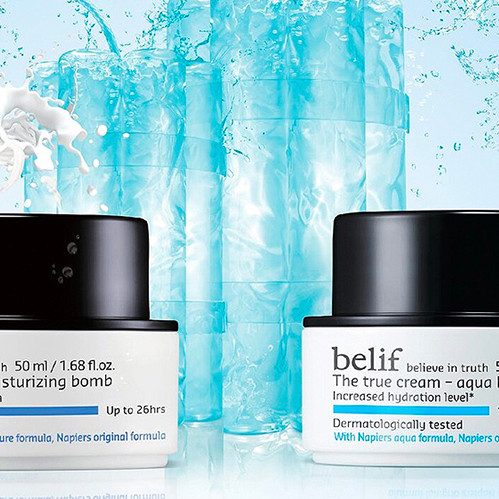 h 50 ml / 1.68 fl.oz.
sturizing bomb
Up to 26hrs
ure formula, Napiers original formula
belif believe in truth 5
The true cream – aqua b
Increased hydration level*
Dermatologically tested
With Napiers aqua formula, Napiers o